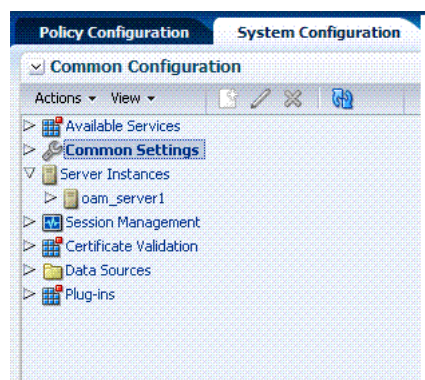 Policy Configuration System Configuration
Common Configuration
Actions View
Available Services
Common Settings
Server Instances
oam_server1
Session Management
Certificate Validation
Data Sources
Plug-ins